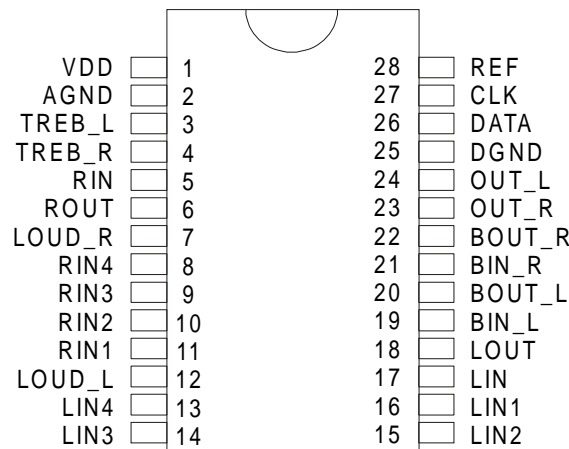 VDD 1 28 REF
AGND 2 27 CLK
TREB_L 3 26 DATA
TREB_R 4 25 DGND
RIN 5 24 OUT_L
ROUT 6 23 OUT_R
LOUD_R 7 22 BOUT_R
RIN4 8 21 BIN_R
RIN3 9 20 BOUT_L
RIN2 10 19 BIN_L
RIN1 11 18 LOUT
LOUD_L 12 17 LIN
LIN4 13 16 LIN1
LIN3 14 15 LIN2